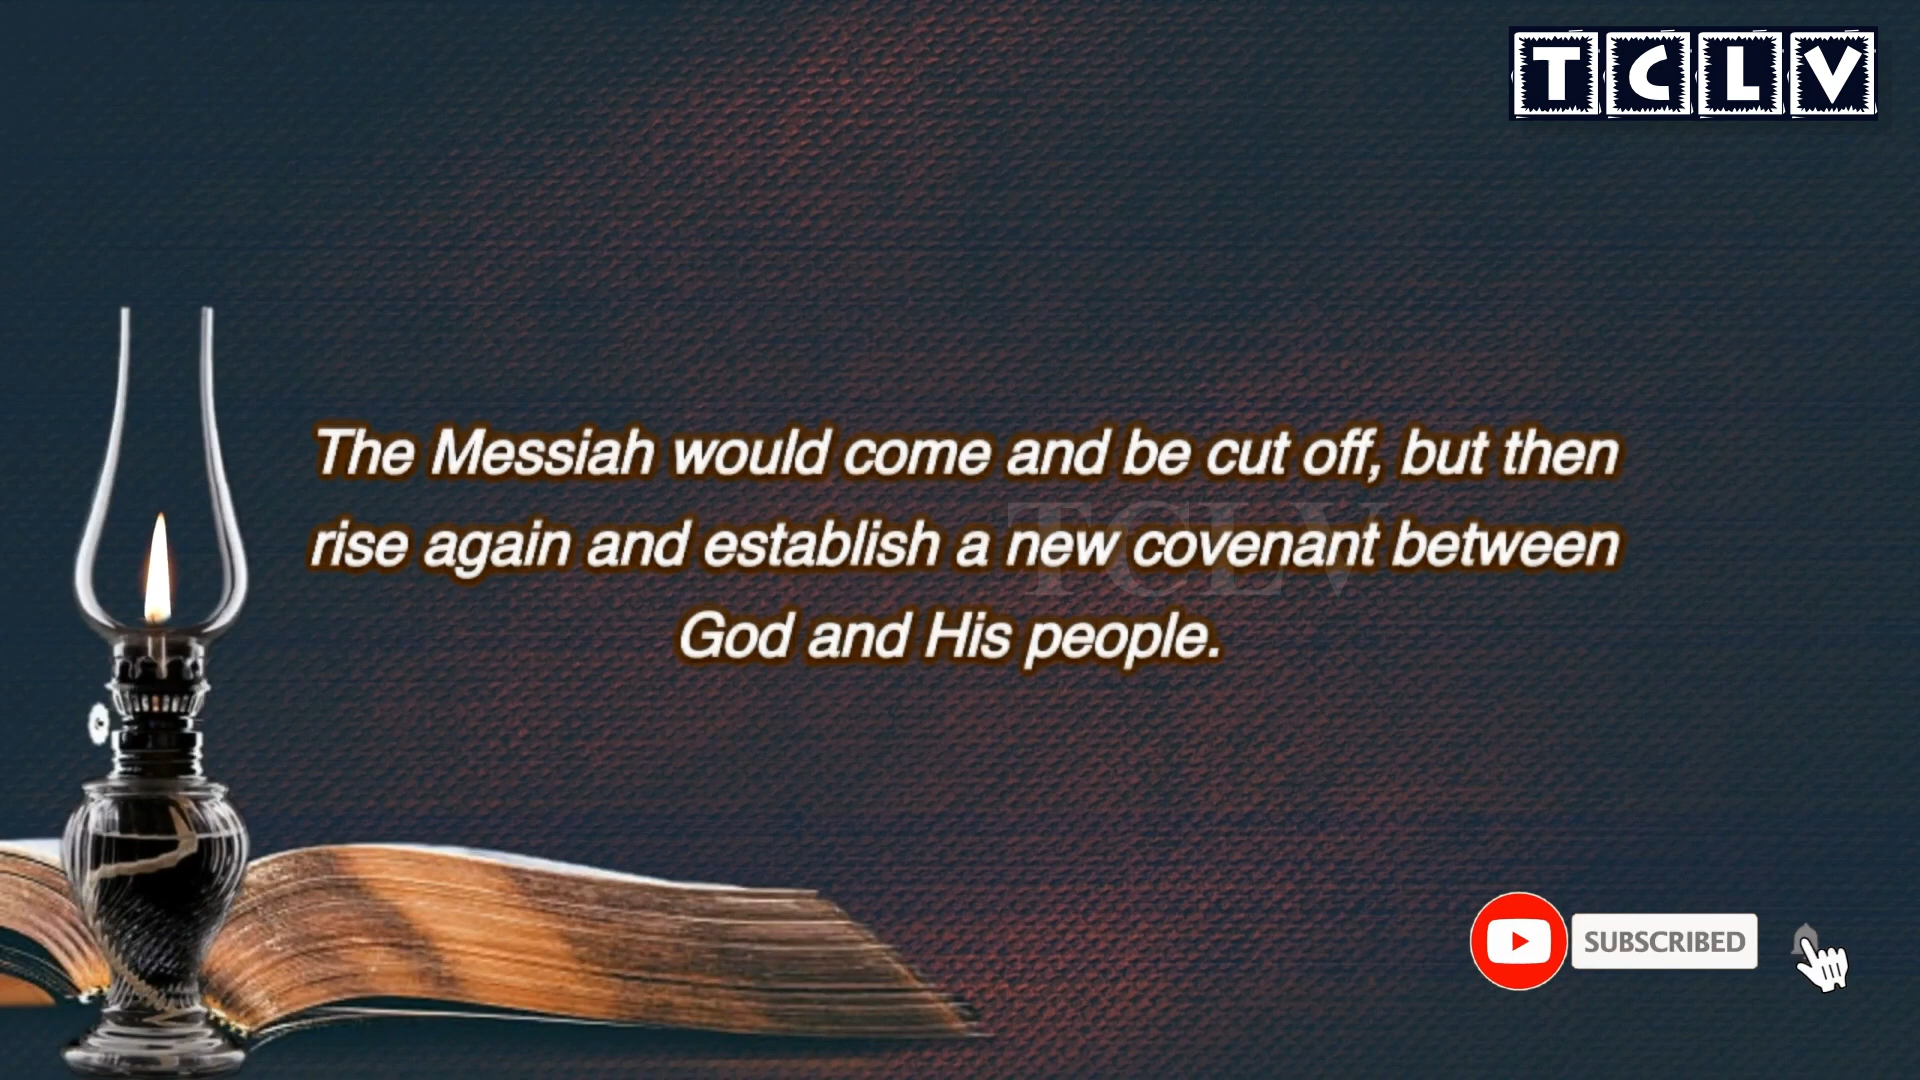 TCLV
The Messiah would come and be cut off, but then
rise again and establish a new covenant between
TCLV
God and His people.
SUBSCRIBED